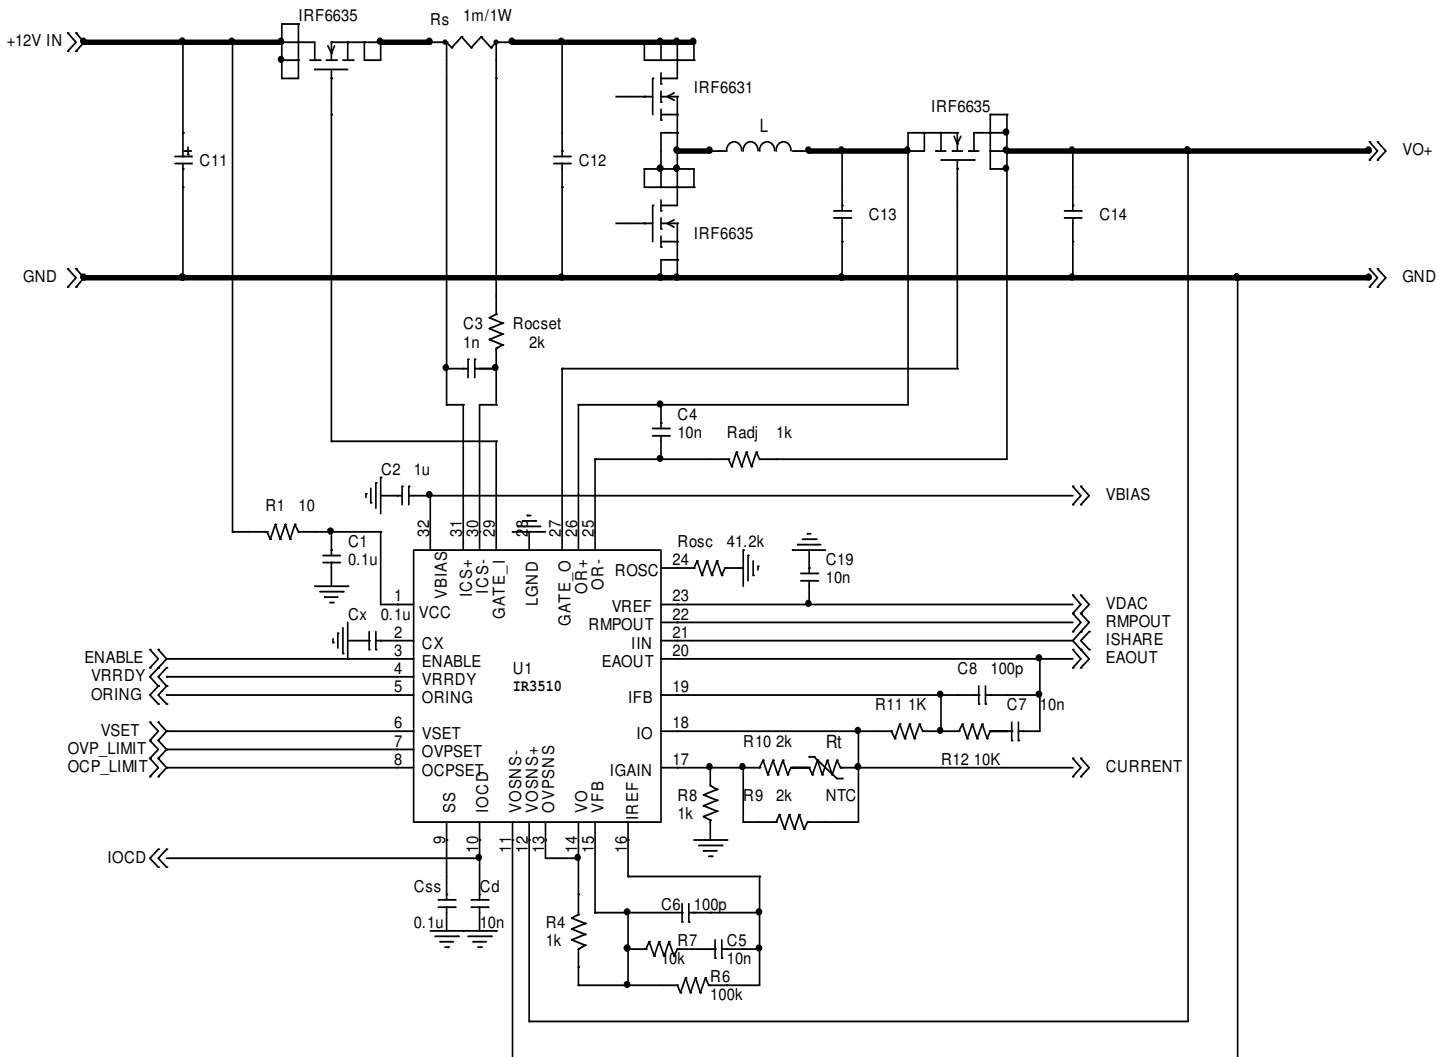 IRF6635
Rs 1m/1W
+12V IN
IRF6631
IRF6635
L
C11
C12
VO+
C13
C14
IRF6635
GND
GND
C3
1n
Rocset
2k
C4
10n
Radj 1k
C2 1u
VBIAS
R1 10
32
31
30
29
28
27
26
25
C1
0.1u
Rosc 41.2k
C19
10n
VBIAS
ICS+
ICS-
GATE_I
LGND
GATE_O
OR+
OR-
ROSC
24
1
VCC
VREF
23
VDAC
Cx 0.1u
RMPOUT
22
RMPOUT
2
CX
IIN
21
ISHARE
ENABLE
3
ENABLE
EAOUT
20
EAOUT
VRRDY
4
VRRDY
U1
IR3510
C8 100p
ORING
5
ORING
IFB
19
R11 1K
C7 10n
VSET
6
VSET
IO
18
OVP_LIMIT
7
OVPSET
R10 2k
Rt
OCP_LIMIT
8
OCPSET
IGAIN
17
R12 10K
CURRENT
SS
IOCD
VOSNS-
VOSNS+
OVPSNS
VO
VFB
IREF
R8
1k
R9 2k
NTC
9
10
11
12
13
14
15
16
IOCD
Css
0.1u
Cd
10n
C6 100p
R4
1k
R7
10k
C5
10n
R6
100k